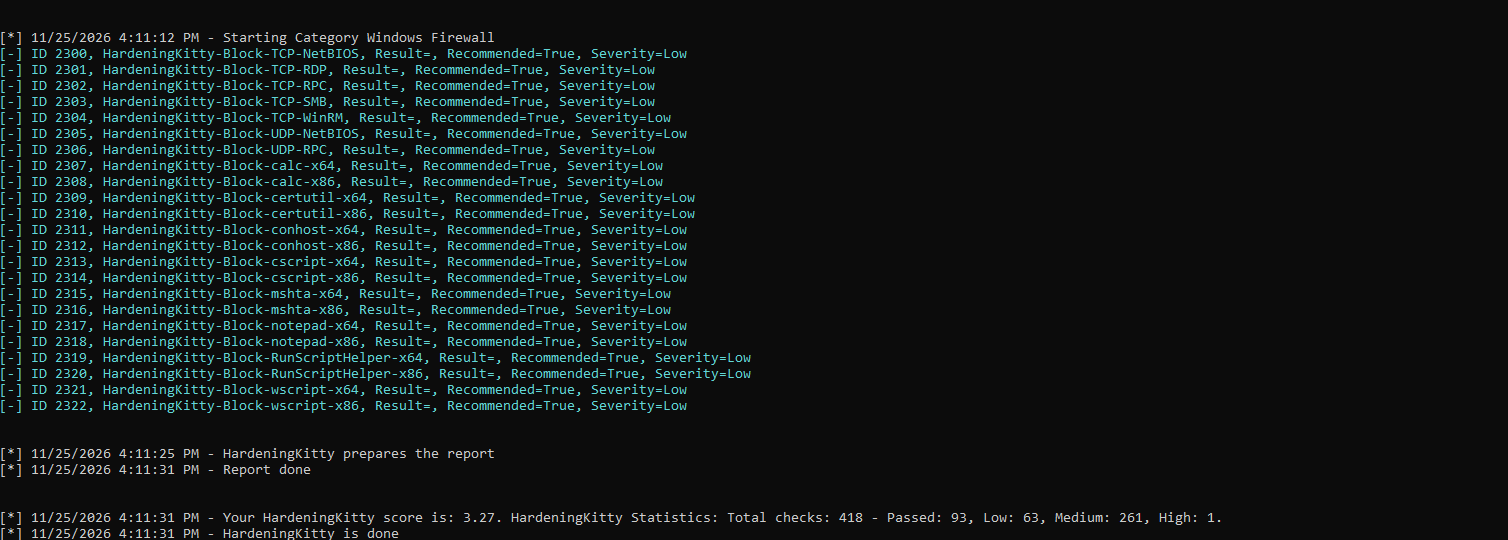 [*] 11/25/2026 4:11:12 PM - Starting Category Windows Firewall
[-] ID 2300, HardeningKitty-Block-TCP-NetBIOS, Result=, Recommended=True, Severity=Low
[-] ID 2301, HardeningKitty-Block-TCP-RDP, Result=, Recommended=True, Severity=Low
[-] ID 2302, HardeningKitty-Block-TCP-RPC, Result=, Recommended=True, Severity=Low
[-] ID 2303, HardeningKitty-Block-TCP-SMB, Result=, Recommended=True, Severity=Low
[-] ID 2304, HardeningKitty-Block-TCP-WinRM, Result=, Recommended=True, Severity=Low
[-] ID 2305, HardeningKitty-Block-UDP-NetBIOS, Result=, Recommended=True, Severity=Low
[-] ID 2306, HardeningKitty-Block-UDP-RPC, Result=, Recommended=True, Severity=Low
[-] ID 2307, HardeningKitty-Block-calc-x64, Result=, Recommended=True, Severity=Low
[-] ID 2308, HardeningKitty-Block-calc-x86, Result=, Recommended=True, Severity=Low
[-] ID 2309, HardeningKitty-Block-certutil-x64, Result=, Recommended=True, Severity=Low
[-] ID 2310, HardeningKitty-Block-certutil-x86, Result=, Recommended=True, Severity=Low
[-] ID 2311, HardeningKitty-Block-conhost-x64, Result=, Recommended=True, Severity=Low
[-] ID 2312, HardeningKitty-Block-conhost-x86, Result=, Recommended=True, Severity=Low
[-] ID 2313, HardeningKitty-Block-cscript-x64, Result=, Recommended=True, Severity=Low
[-] ID 2314, HardeningKitty-Block-cscript-x86, Result=, Recommended=True, Severity=Low
[-] ID 2315, HardeningKitty-Block-mshta-x64, Result=, Recommended=True, Severity=Low
[-] ID 2316, HardeningKitty-Block-mshta-x86, Result=, Recommended=True, Severity=Low
[-] ID 2317, HardeningKitty-Block-notepad-x64, Result=, Recommended=True, Severity=Low
[-] ID 2318, HardeningKitty-Block-notepad-x86, Result=, Recommended=True, Severity=Low
[-] ID 2319, HardeningKitty-Block-RunScriptHelper-x64, Result=, Recommended=True, Severity=Low
[-] ID 2320, HardeningKitty-Block-RunScriptHelper-x86, Result=, Recommended=True, Severity=Low
[-] ID 2321, HardeningKitty-Block-wscript-x64, Result=, Recommended=True, Severity=Low
[-] ID 2322, HardeningKitty-Block-wscript-x86, Result=, Recommended=True, Severity=Low
[*] 11/25/2026 4:11:25 PM - HardeningKitty prepares the report
[*] 11/25/2026 4:11:31 PM - Report done
[*] 11/25/2026 4:11:31 PM - Your HardeningKitty score is: 3.27. HardeningKitty Statistics: Total checks: 418 - Passed: 93, Low: 63, Medium: 261, High: 1.
[*] 11/25/2026 4:11:31 PM - HardeningKitty is done